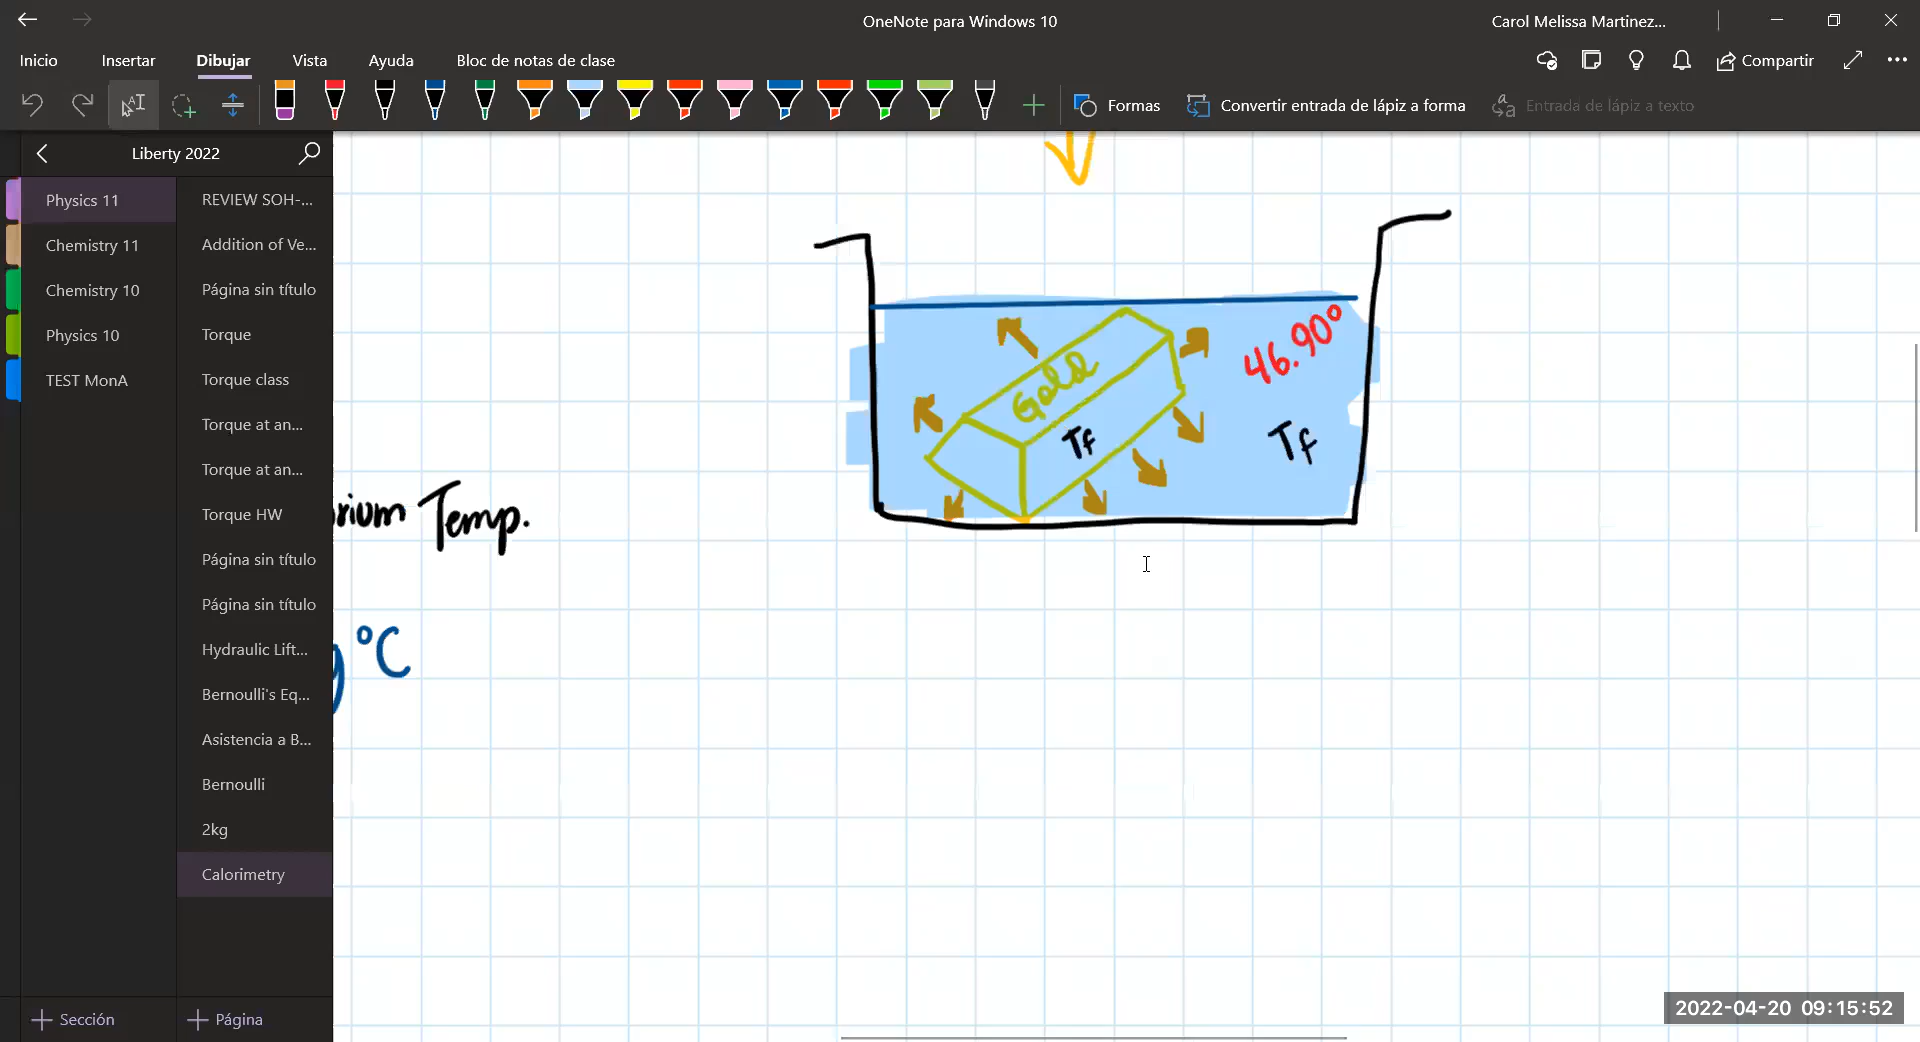 OneNote para Windows 10
Carol Melissa Martinez...
Inicio
Insertar
Dibujar
Vista
Ayuda
Bloc de notas de clase
Compartir
Formas
Convertir entrada de lápiz a forma
Entrada de lápiz a texto
Liberty 2022
Physics 11
Chemistry 11
Chemistry 10
Physics 10
TEST MonA
REVIEW SOH-...
Addition of Ve...
Página sin título
Torque
Torque class
Torque at an...
Torque at an...
Torque HW
Página sin título
Página sin título
Hydraulic Lift...
Bernoulli's Eq...
Asistencia a B...
Bernoulli
2kg
Calorimetry
Sección
Página
46.90°
Gold
Tf
Tf
rium Temp.
°C
2022-04-20 09:15:52